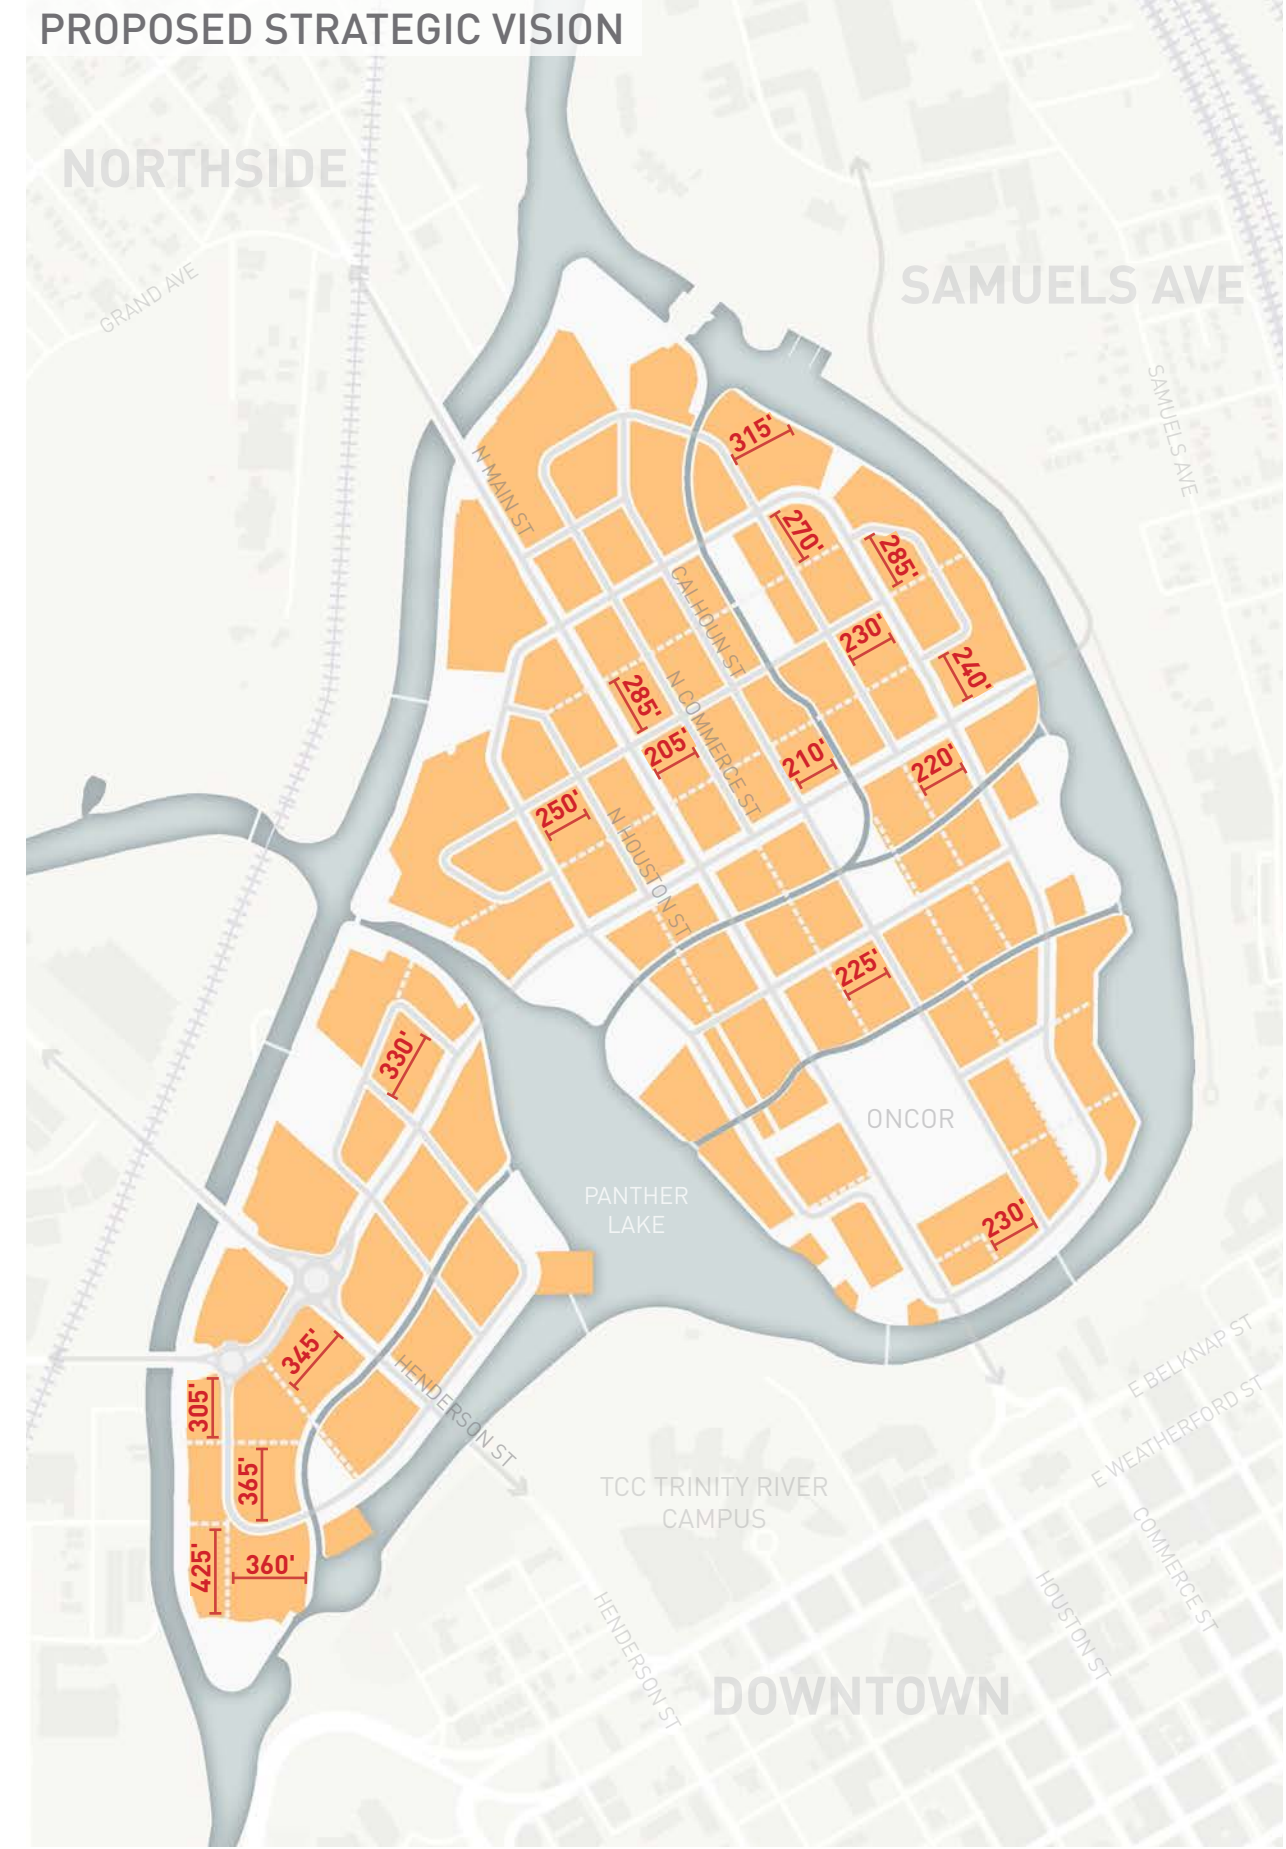 PROPOSED STRATEGIC VISION
NORTHSIDE
GRAND AVE
SAMUELS AVE
SAMUELS AVE
N MAIN ST
315'
270'
285'
CALHOUN ST
230'
240'
285'
N COMMERCE ST
205'
210'
220'
250'
N HOUSTON ST
225'
330'
ONCOR
PANTHER
LAKE
230'
345'
HENDERSON ST
305'
365'
425'
360'
E BELKNAP ST
E WEATHERFORD ST
TCC TRINITY RIVER
CAMPUS
COMMERCE ST
HOUSTON ST
HENDERSON ST
DOWNTOWN